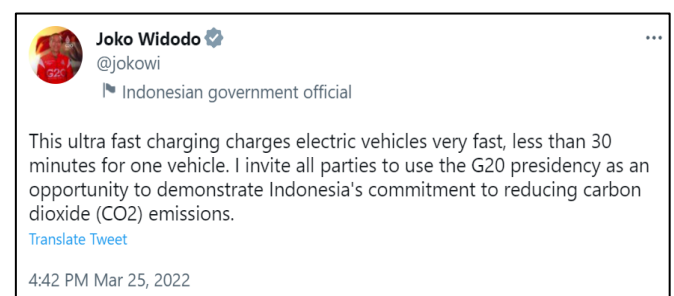 Joko Widodo
@jokowi
Indonesian government official
This ultra fast charging charges electric vehicles very fast, less than 30
minutes for one vehicle. I invite all parties to use the G20 presidency as an
opportunity to demonstrate Indonesia's commitment to reducing carbon
dioxide (CO2) emissions.
Translate Tweet
4:42 PM Mar 25, 2022